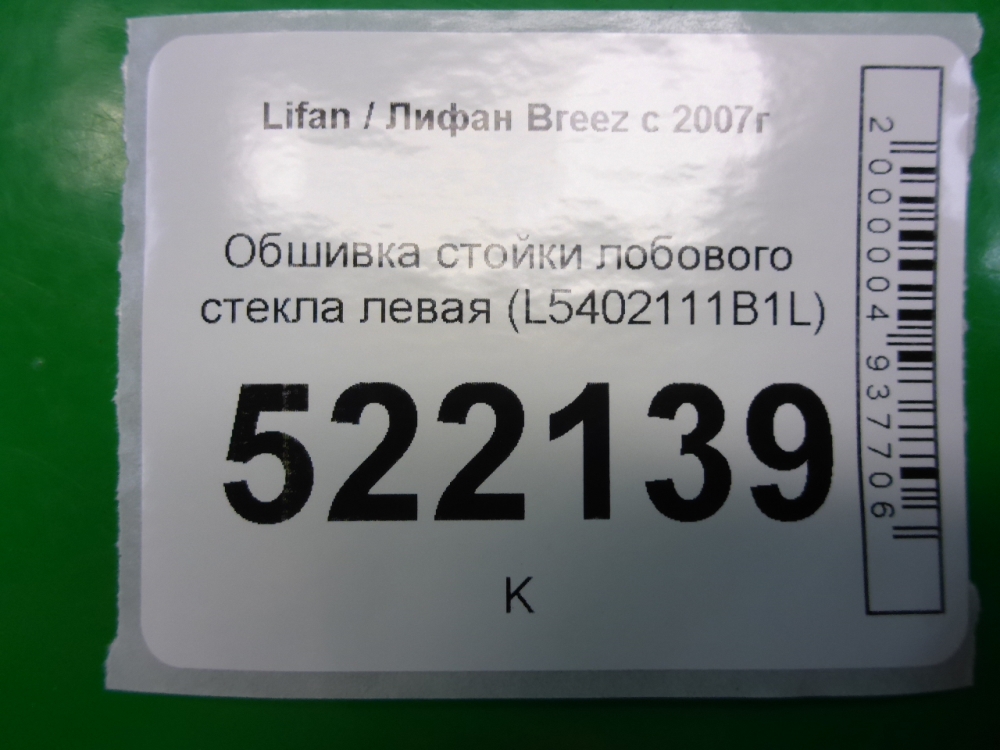 Lifan / Лифан Breez с 2007г
Обшивка стойки лобового
стекла левая (L5402111B1L)
522139
К
2000004937706